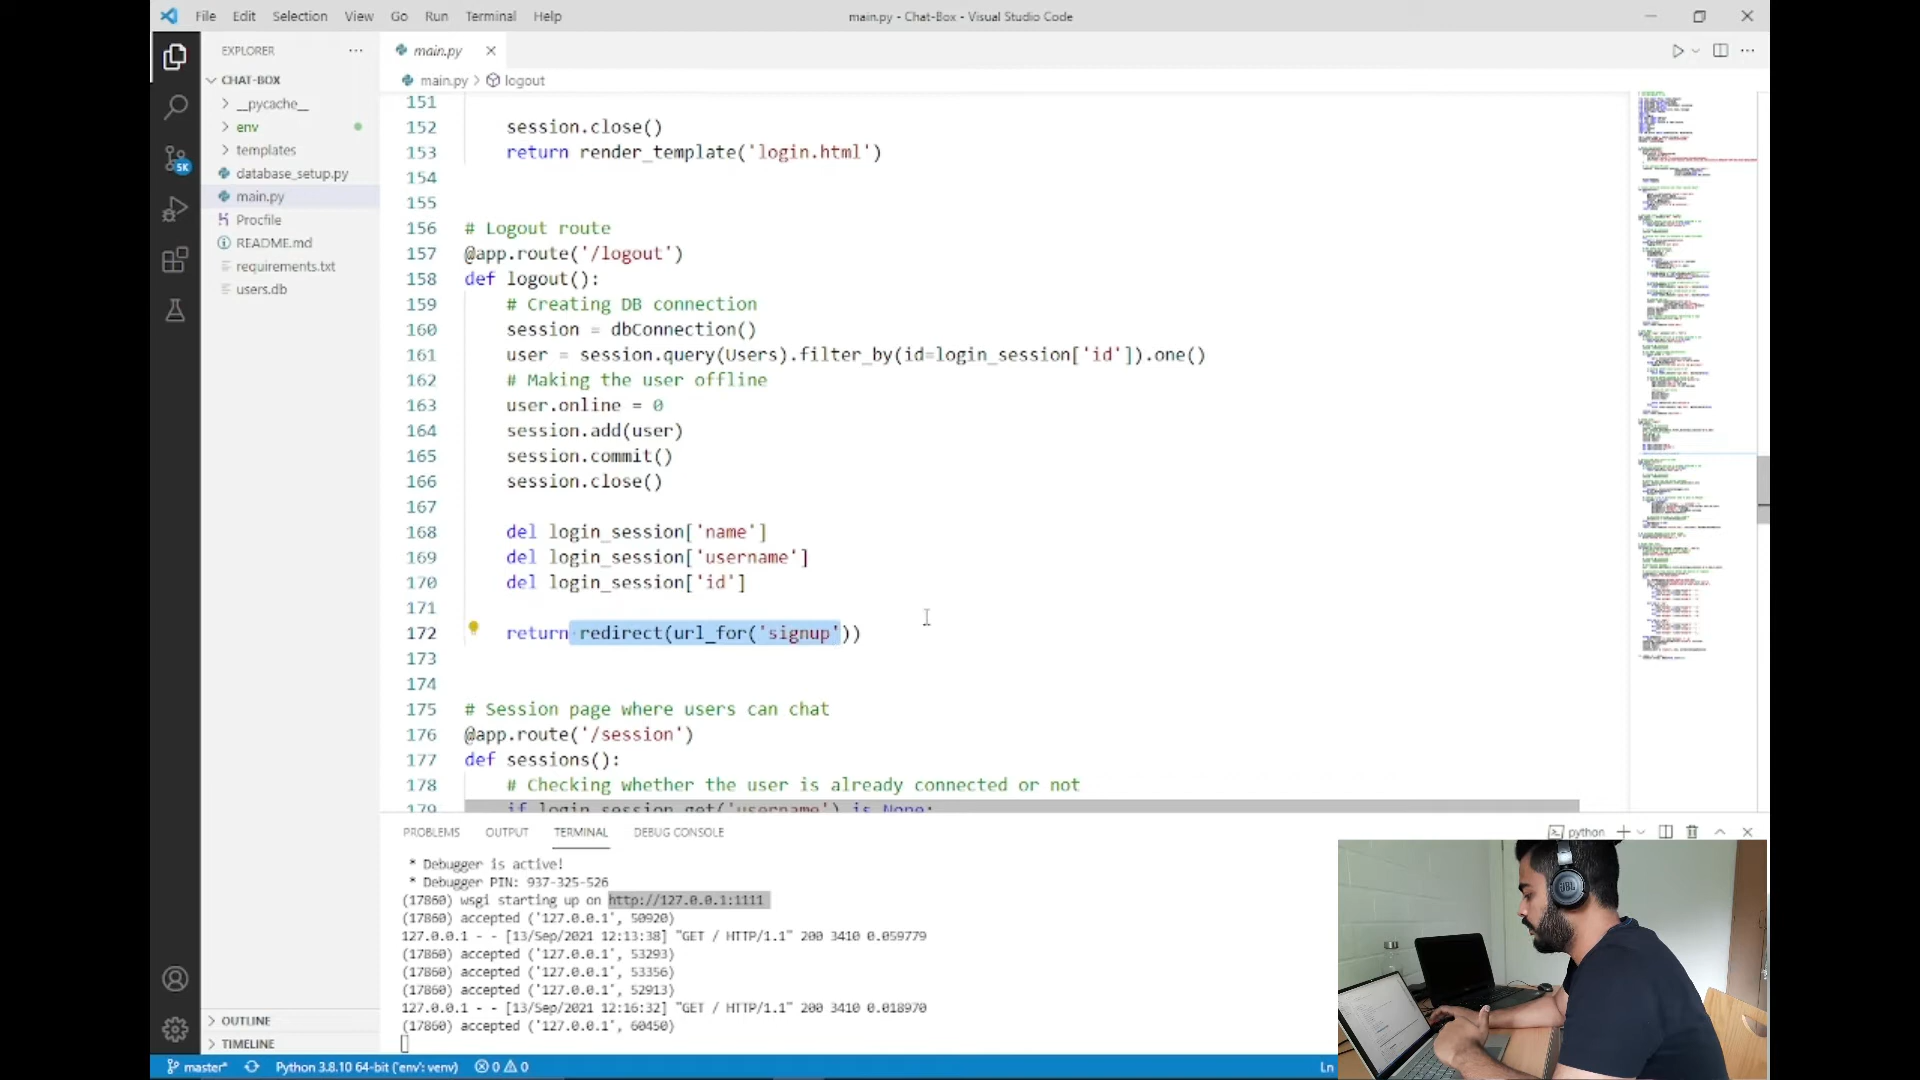 File Edit Selection View Go Run Terminal Help
main.py - Chat-Box - Visual Studio Code
EXPLORER
CHAT-BOX
__pycache__
env
templates
database_setup.py
main.py
Procfile
README.md
requirements.txt
users.db
OUTLINE
TIMELINE
5K
main.py
main.py > logout
151
152 session.close()
153 return render_template('login.html')
154
155
156 # Logout route
157 @app.route('/logout')
158 def logout():
159 # Creating DB connection
160 session = dbConnection()
161 user = session.query(Users).filter_by(id=login_session['id']).one()
162 # Making the user offline
163 user.online = 0
164 session.add(user)
165 session.commit()
166 session.close()
167
168 del login_session['name']
169 del login_session['username']
170 del login_session['id']
171
172 return redirect(url_for('signup'))
173
174
175 # Session page where users can chat
176 @app.route('/session')
177 def sessions():
178 # Checking whether the user is already connected or not
179 if login_session.get('username') is None:
PROBLEMS OUTPUT TERMINAL DEBUG CONSOLE
python
* Debugger is active!
* Debugger PIN: 937-325-526
(17860) wsgi starting up on http://127.0.0.1:1111
(17860) accepted ('127.0.0.1', 50920)
127.0.0.1 - - [13/Sep/2021 12:13:38] "GET / HTTP/1.1" 200 3410 0.059779
(17860) accepted ('127.0.0.1', 53293)
(17860) accepted ('127.0.0.1', 53356)
(17860) accepted ('127.0.0.1', 52913)
127.0.0.1 - - [13/Sep/2021 12:16:32] "GET / HTTP/1.1" 200 3410 0.018970
(17860) accepted ('127.0.0.1', 60450)
master* Python 3.8.10 64-bit ('env': venv) 0 0 Ln
JBL